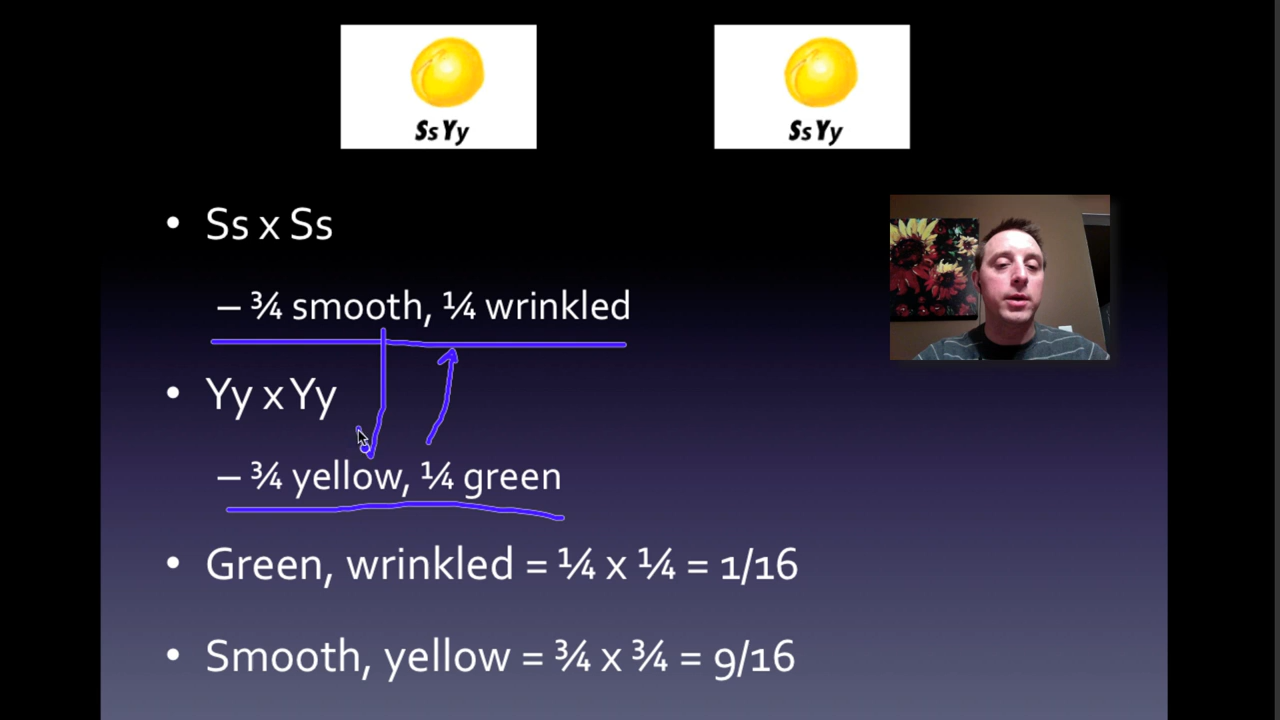 SsYy
SsYy
• Ss x Ss
– ¾ smooth, ¼ wrinkled
• Yy x Yy
– ¾ yellow, ¼ green
• Green, wrinkled = ¼ x ¼ = 1/16
• Smooth, yellow = ¾ x ¾ = 9/16